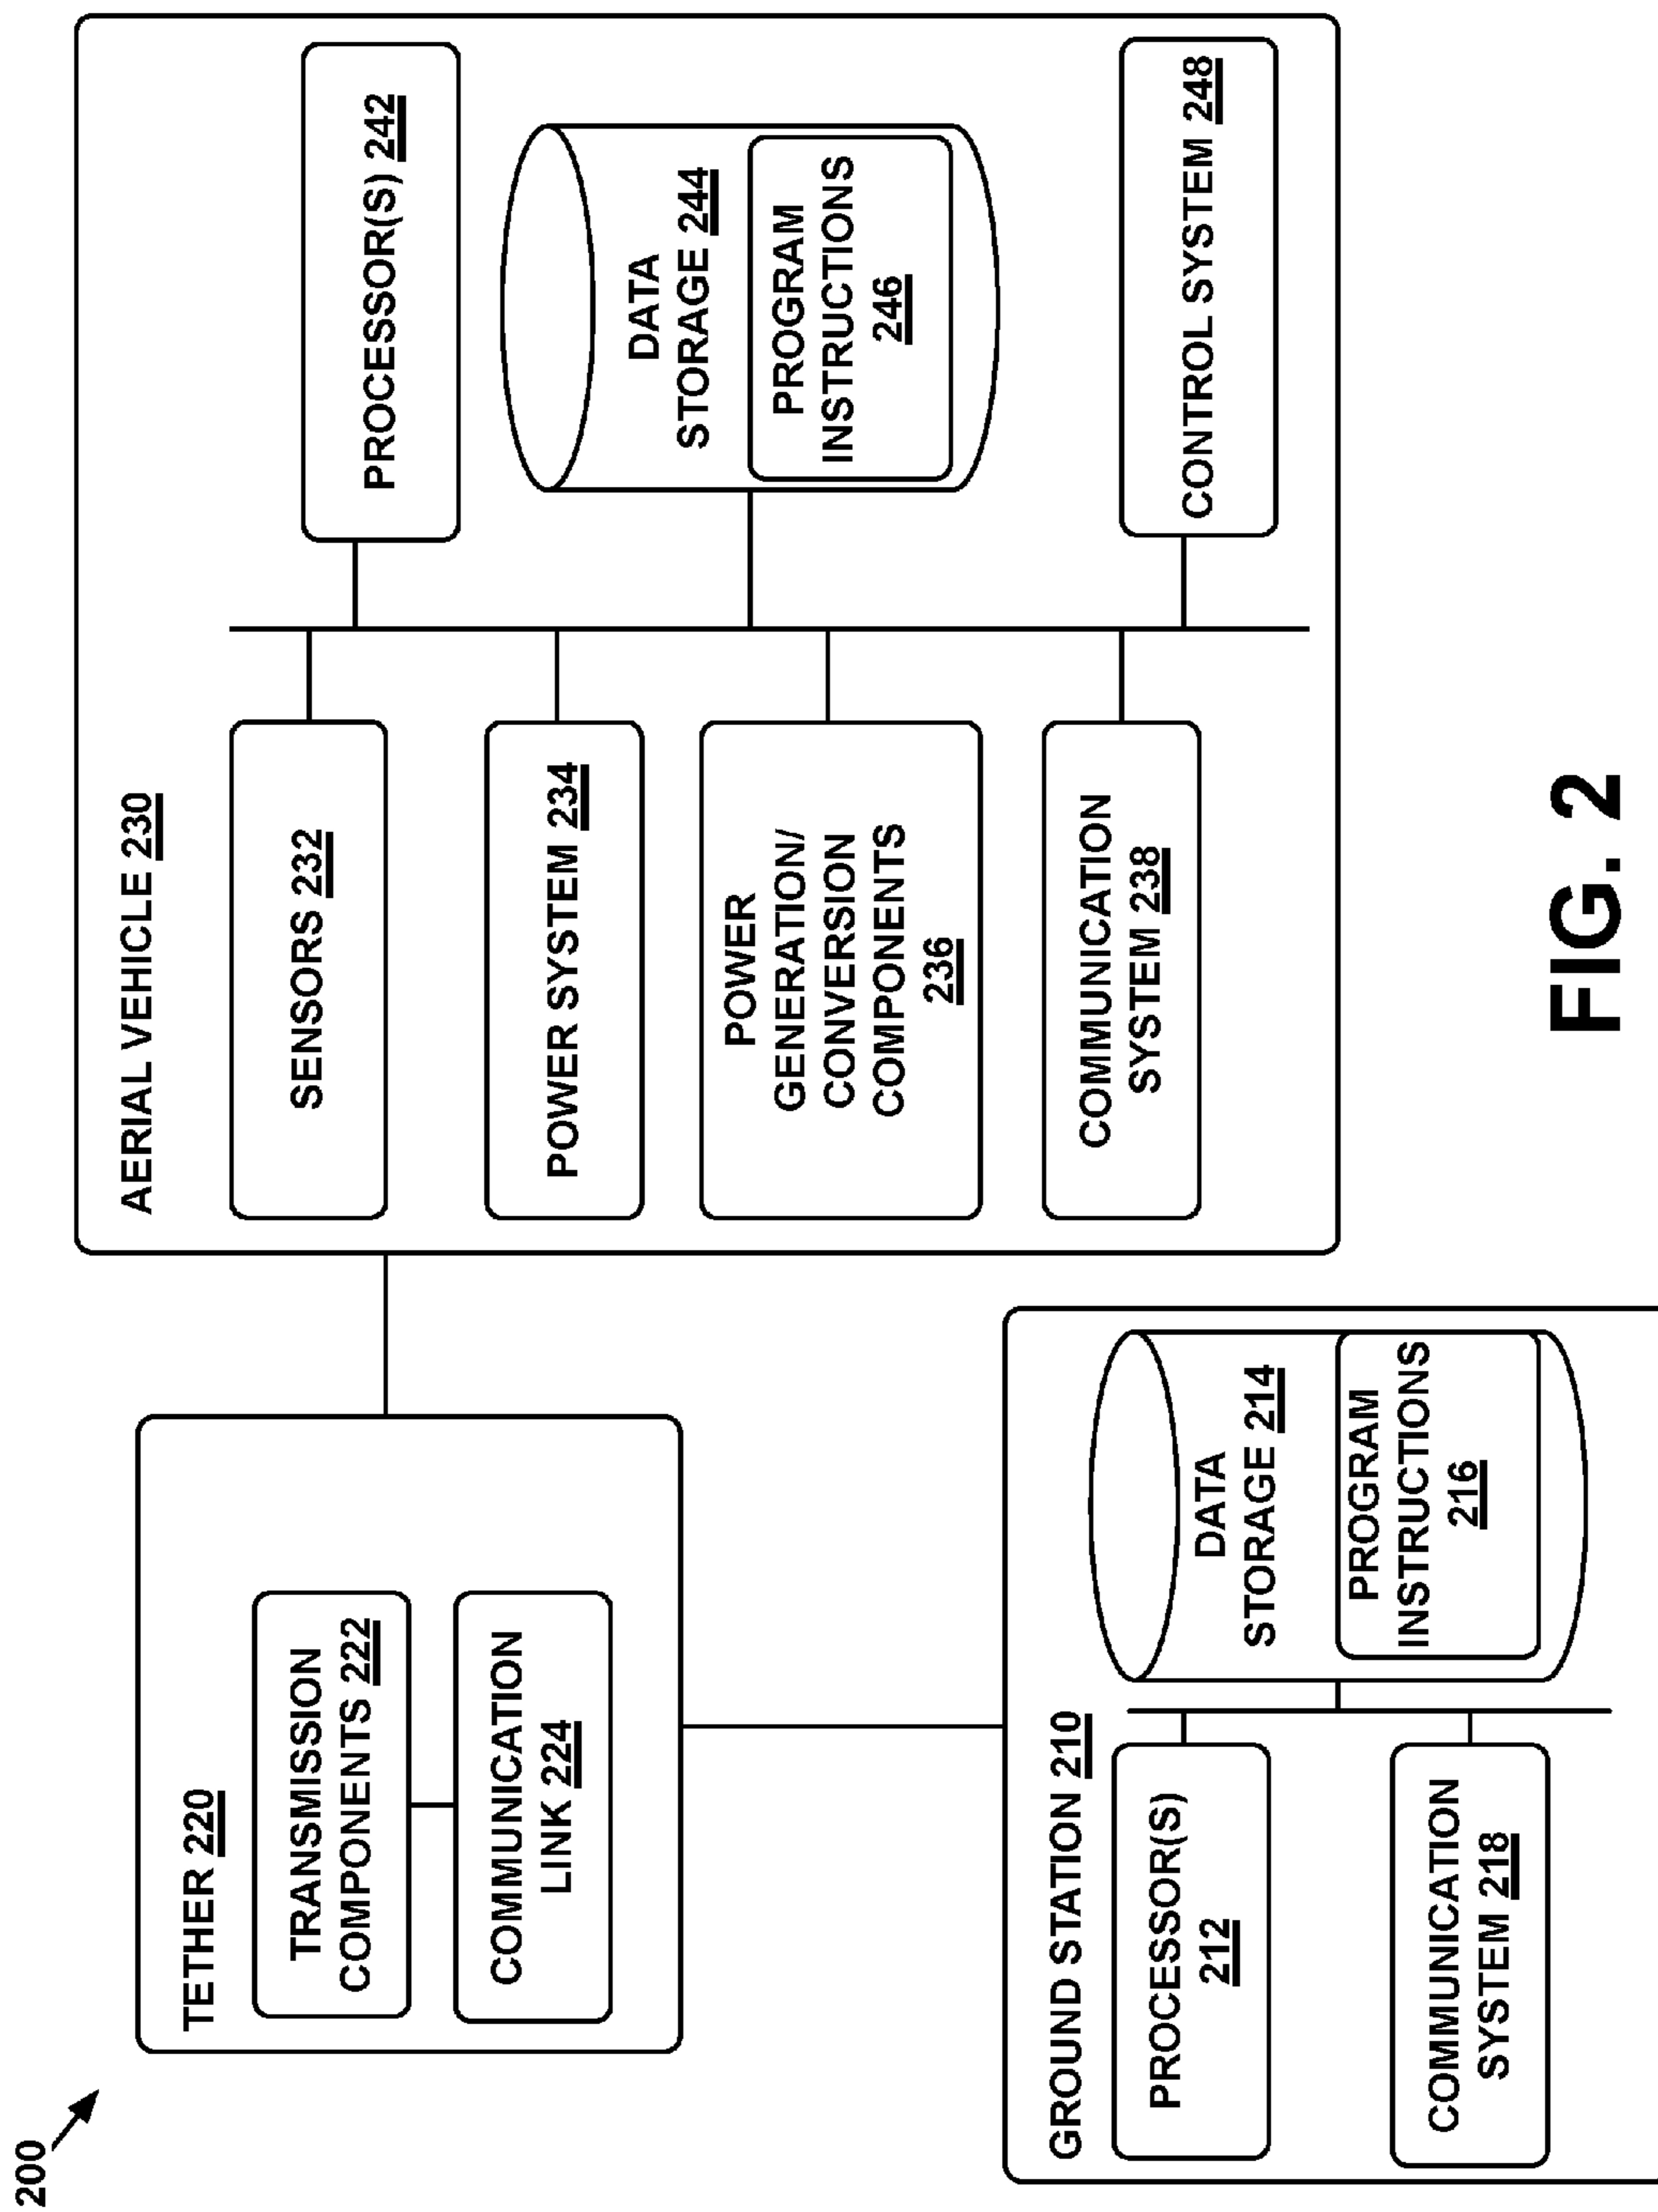 200
TETHER 220
TRANSMISSION
COMPONENTS 222
COMMUNICATION
LINK 224
GROUND STATION 210
PROCESSOR(S)
212
COMMUNICATION
SYSTEM 218
DATA
STORAGE 214
PROGRAM
INSTRUCTIONS
216
AERIAL VEHICLE 230
SENSORS 232
POWER SYSTEM 234
POWER
GENERATION/
CONVERSION
COMPONENTS
236
COMMUNICATION
SYSTEM 238
PROCESSOR(S) 242
DATA
STORAGE 244
PROGRAM
INSTRUCTIONS
246
CONTROL SYSTEM 248
FIG. 2